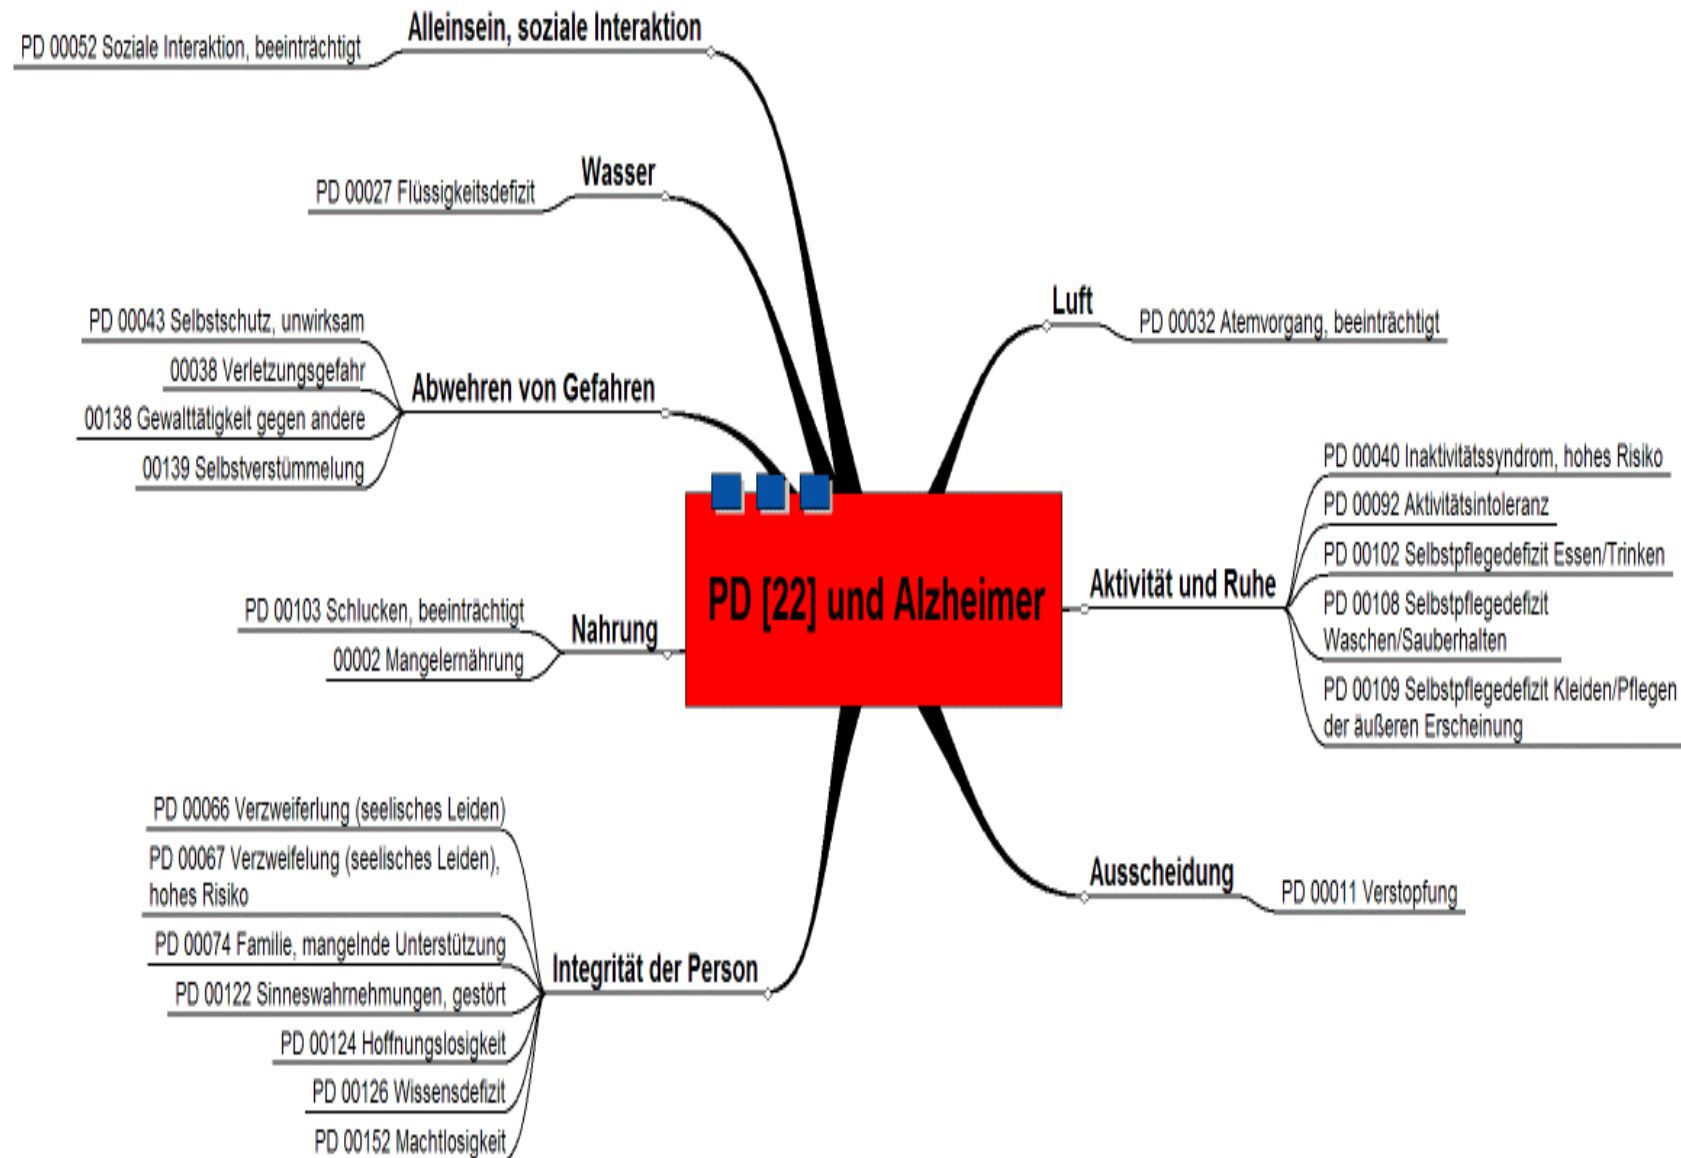 Alleinsein, soziale Interaktion
PD 00052 Soziale Interaktion, beeinträchtigt
Wasser
PD 00027 Flüssigkeitsdefizit
Abwehren von Gefahren
PD 00043 Selbstschutz, unwirksam
00038 Verletzungsgefahr
00138 Gewalttätigkeit gegen andere
00139 Selbstverstümmelung
Nahrung
PD 00103 Schlucken, beeinträchtigt
00002 Mangelernährung
Integrität der Person
PD 00066 Verzweiferlung (seelisches Leiden)
PD 00067 Verzweifelung (seelisches Leiden),
hohes Risiko
PD 00074 Familie, mangelnde Unterstützung
PD 00122 Sinneswahrnehmungen, gestört
PD 00124 Hoffnungslosigkeit
PD 00126 Wissensdefizit
PD 00152 Machtlosigkeit
PD [22] und Alzheimer
Luft
PD 00032 Atemvorgang, beeinträchtigt
Aktivität und Ruhe
PD 00040 Inaktivitätssyndrom, hohes Risiko
PD 00092 Aktivitätsintoleranz
PD 00102 Selbstpflegedefizit Essen/Trinken
PD 00108 Selbstpflegedefizit
Waschen/Sauberhalten
PD 00109 Selbstpflegedefizit Kleiden/Pflegen
der äußeren Erscheinung
Ausscheidung
PD 00011 Verstopfung